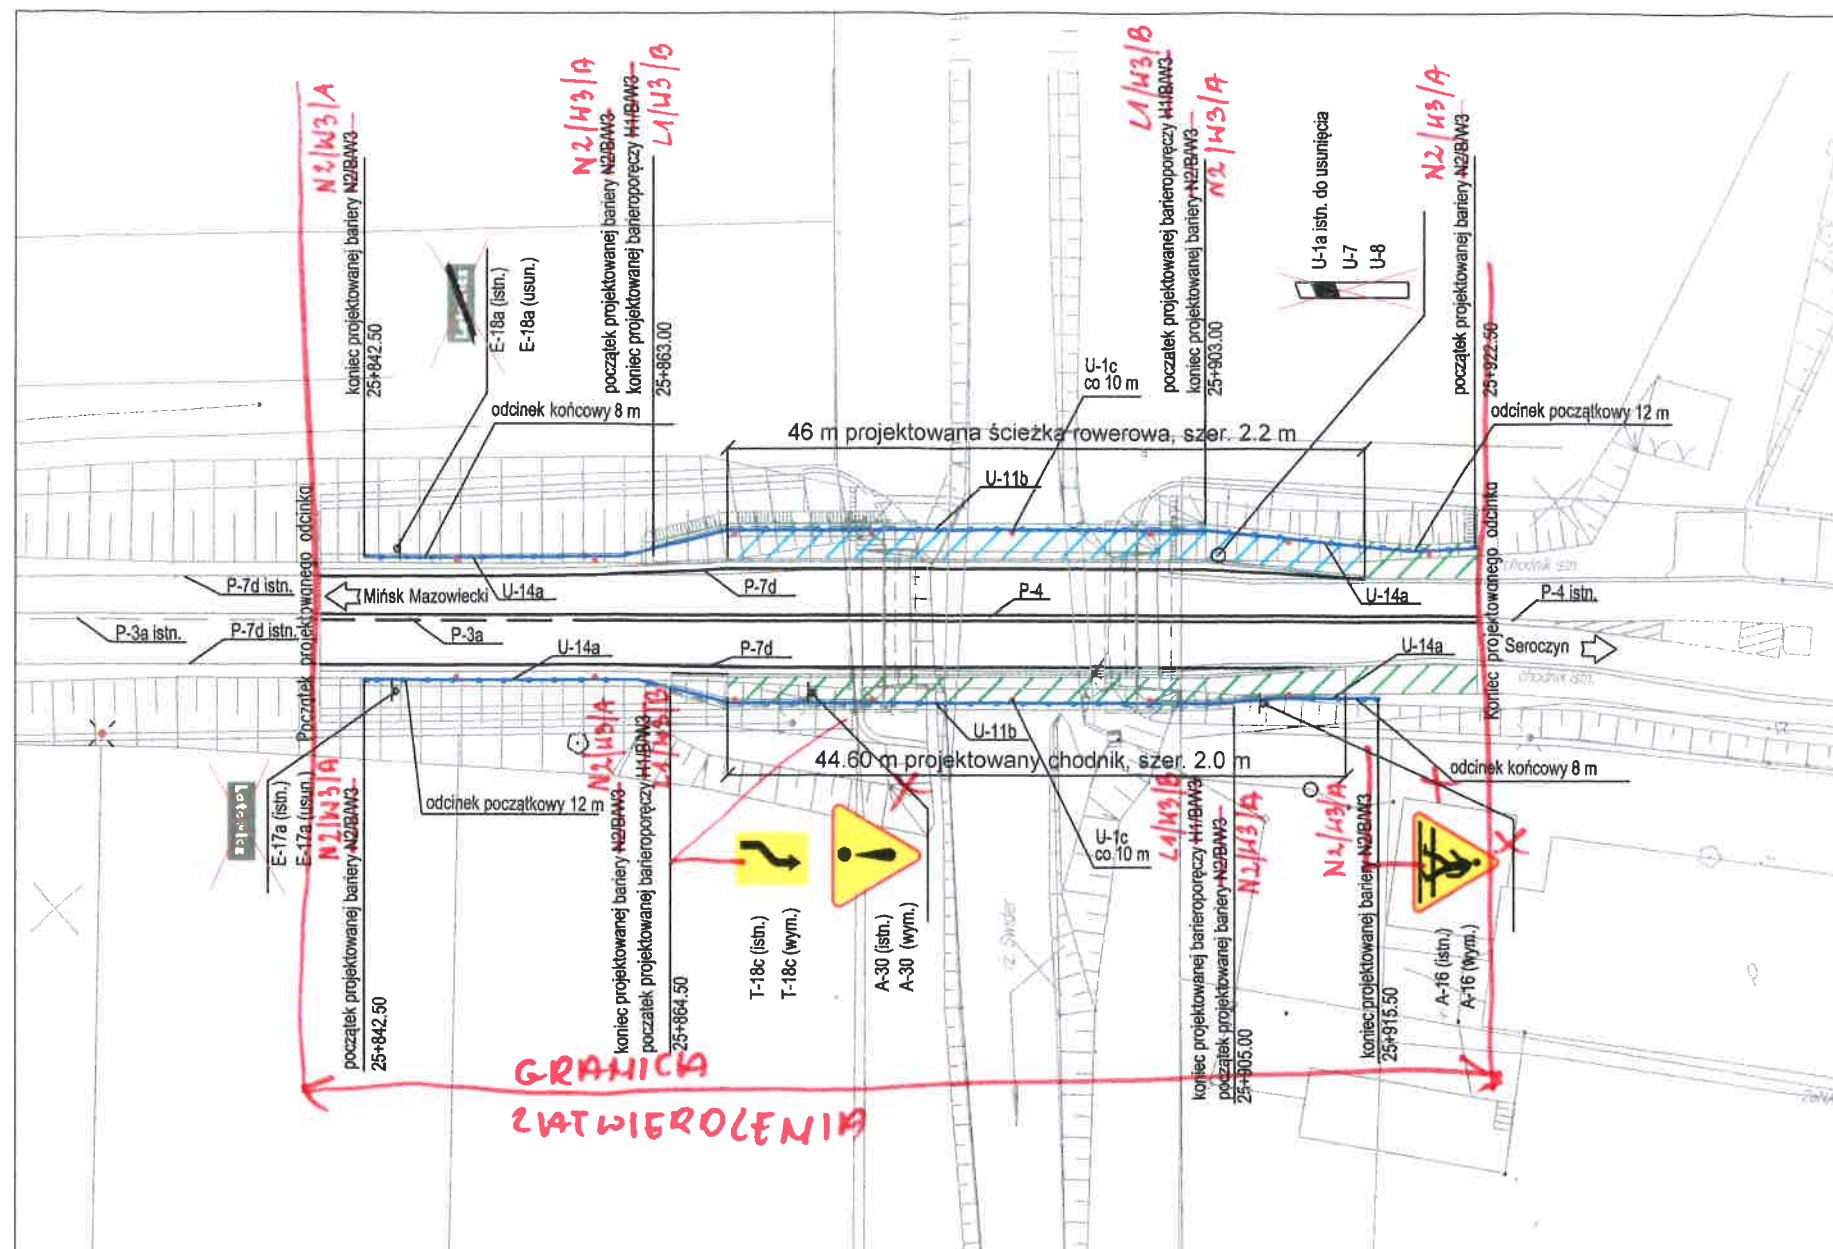 N2/W3/A
koniec projektowanej bariery N2/B/W3
25+842.50
E-18a (istn.)
E-18a (usun.)
N2/W3/A
początek projektowanej bariery N2/B/W3
koniec projektowanej barieroporęczy H1/B/W3
L1/W3/B
25+863.00
L1/W3/B
początek projektowanej barieroporęczy H1/B/W3
koniec projektowanej bariery N2/B/W3
N2/W3/A
25+903.00
U-1a istn. do usunięcia
U-7
U-8
N2/W3/A
początek projektowanej bariery N2/B/W3
25+922.50
odcinek końcowy 8 m
U-1c
co 10 m
odcinek początkowy 12 m
46 m projektowana ścieżka rowerowa, szer. 2.2 m
U-11b
Początek projektowanego odcinka
Koniec projektowanego odcinka
chodnik istn.
P-7d istn.
Mińsk Mazowiecki
U-14a
P-7d
P-4
U-14a
P-4 istn.
P-3a istn.
P-7d istn.
P-3a
U-14a
P-7d
U-14a
Seroczyn
chodnik istn.
U-11b
44.60 m projektowany chodnik, szer. 2.0 m
odcinek końcowy 8 m
Latowicz
E-17a (istn.)
E-17a (usun.)
N2/W3/A
początek projektowanej bariery N2/B/W3
25+842.50
odcinek początkowy 12 m
N2/W3/A
L1/W3/B
koniec projektowanej bariery N2/B/W3
początek projektowanej barieroporęczy H1/B/W3
25+864.50
T-18c (istn.)
T-18c (wym.)
A-30 (istn.)
A-30 (wym.)
U-1c
co 10 m
rz. Świder
L1/W3/B
koniec projektowanej barieroporęczy H1/B/W3
początek projektowanej bariery N2/B/W3
N2/W3/A
25+905.00
N2/W3/A
koniec projektowanej bariery N2/B/W3
25+915.50
A-16 (istn.)
A-16 (wym.)
GRANICA
ZATWIERDZENIA